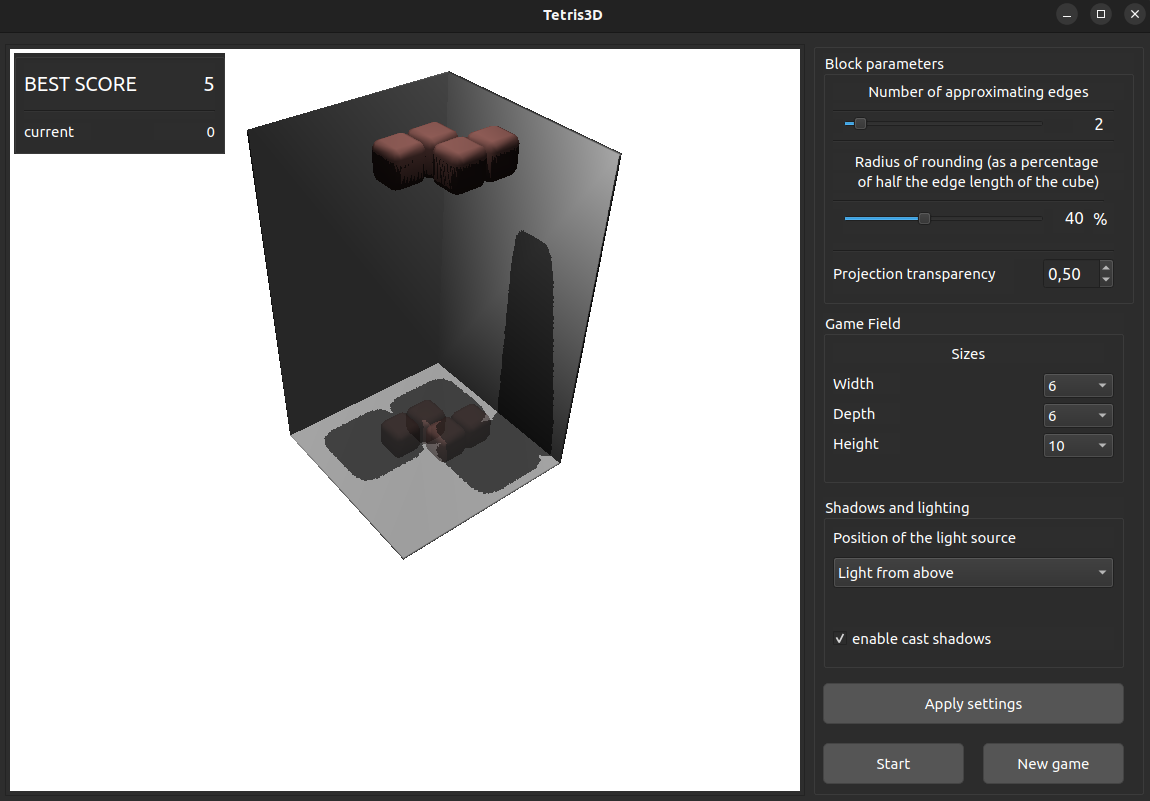 Tetris3D
BEST SCORE 5
current 0
Block parameters
Number of approximating edges
2
Radius of rounding (as a percentage
of half the edge length of the cube)
40 %
Projection transparency 0,50
Game Field
Sizes
Width 6
Depth 6
Height 10
Shadows and lighting
Position of the light source
Light from above
enable cast shadows
Apply settings
Start New game